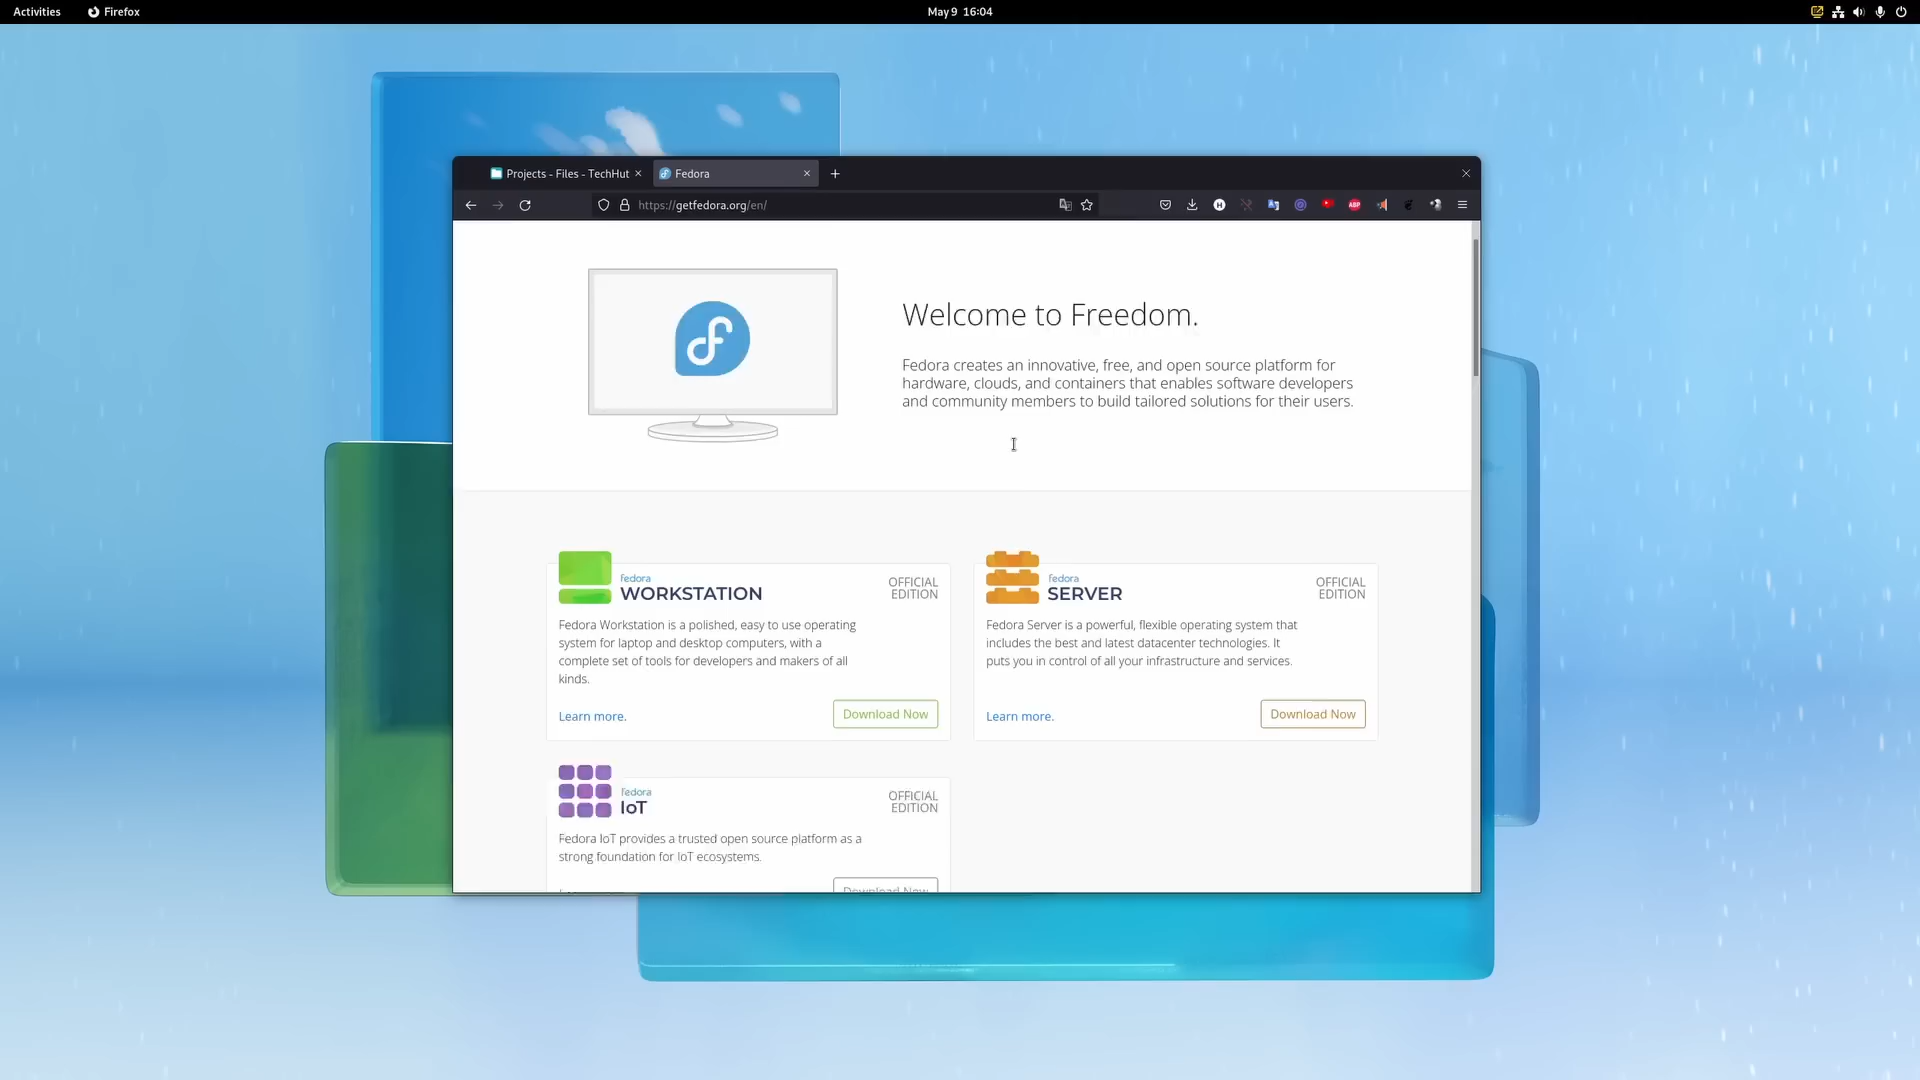 Activities
Firefox
May 9 16:04
Projects - Files - TechHut
Fedora
https://getfedora.org/en/
Welcome to Freedom.
Fedora creates an innovative, free, and open source platform for
hardware, clouds, and containers that enables software developers
and community members to build tailored solutions for their users.
fedora
WORKSTATION
OFFICIAL
EDITION
Fedora Workstation is a polished, easy to use operating
system for laptop and desktop computers, with a
complete set of tools for developers and makers of all
kinds.
Learn more.
Download Now
fedora
SERVER
OFFICIAL
EDITION
Fedora Server is a powerful, flexible operating system that
includes the best and latest datacenter technologies. It
puts you in control of all your infrastructure and services.
Learn more.
Download Now
fedora
IoT
OFFICIAL
EDITION
Fedora IoT provides a trusted open source platform as a
strong foundation for IoT ecosystems.
Download Now